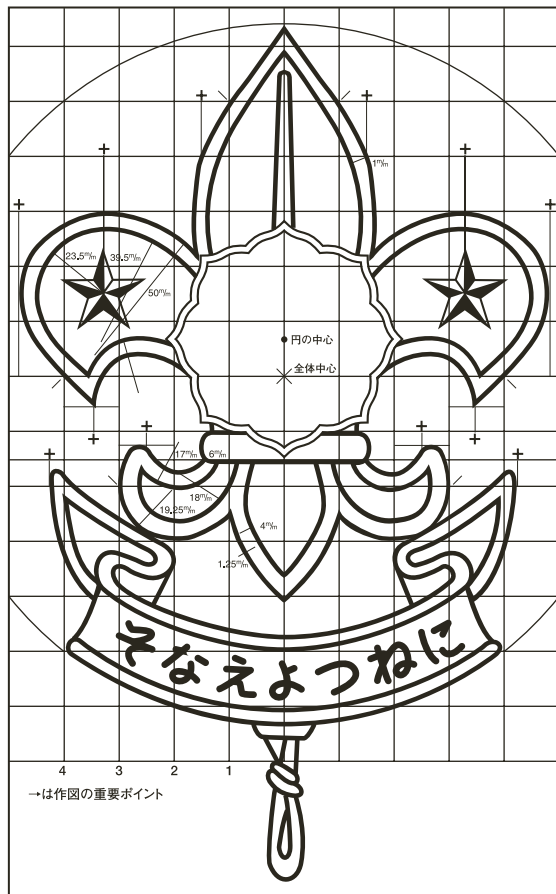 1m/m
23.5m/m
39.5m/m
50m/m
円の中心
全体中心
17m/m
6m/m
18m/m
19.25m/m
4m/m
1.25m/m
そなえよつねに
4 3 2 1
→は作図の重要ポイント